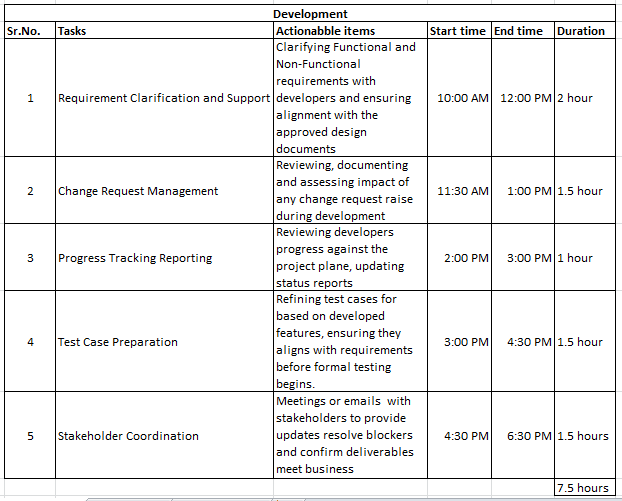 Development
Sr.No. Tasks Actionabble items Start time End time Duration
Clarifying Functional and
Non-Functional
requirements with
1 Requirement Clarification and Support developers and ensuring 10:00 AM 12:00 PM 2 hour
alignment with the
approved design
documents
Reviewing, documenting
and assessing impact of
2 Change Request Management any change request raise 11:30 AM 1:00 PM 1.5 hour
during development
Reviewing developers
progress against the
3 Progress Tracking Reporting project plane, updating 2:00 PM 3:00 PM 1 hour
status reports
Refining test cases for
based on developed
features, ensuring they
4 Test Case Preparation aligns with requirements 3:00 PM 4:30 PM 1.5 hour
before formal testing
begins.
Meetings or emails with
stakeholders to provide
5 Stakeholder Coordination updates resolve blockers 4:30 PM 6:30 PM 1.5 hours
and confirm deliverables
meet business
7.5 hours